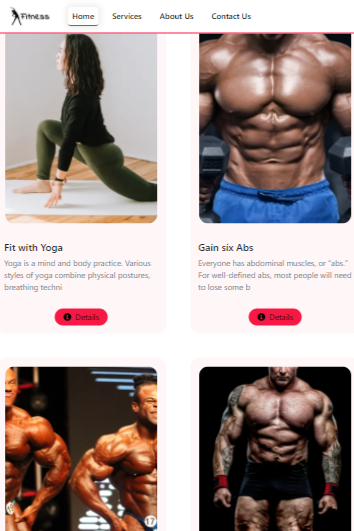 Fitness Home Services About Us Contact Us
Fit with Yoga
Yoga is a mind and body practice. Various
styles of yoga combine physical postures,
breathing techni
Details
Gain six Abs
Everyone has abdominal muscles, or "abs."
For well-defined abs, most people will need
to lose some b
Details
17